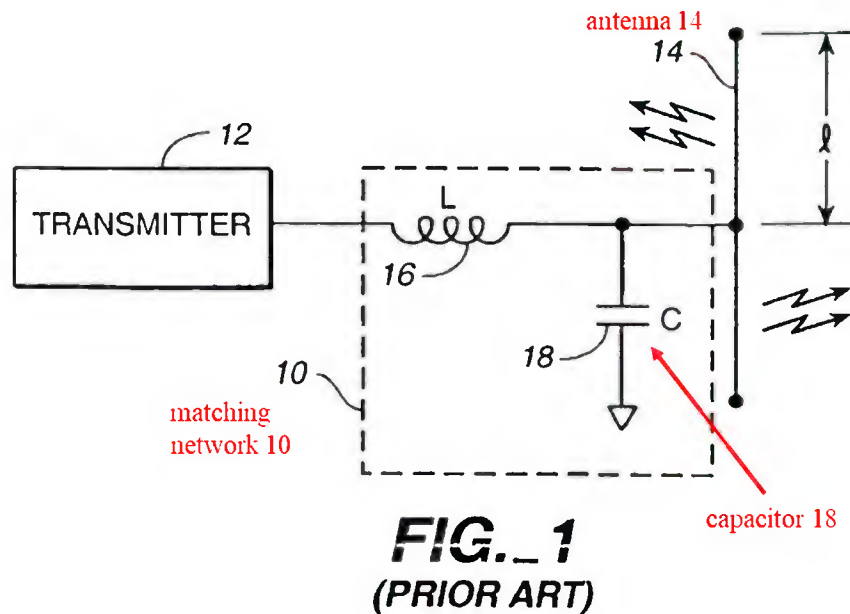 antenna 14
14
12
ℓ
TRANSMITTER
L
16
C
18
10
matching
network 10
capacitor 18
FIG._1
(PRIOR ART)